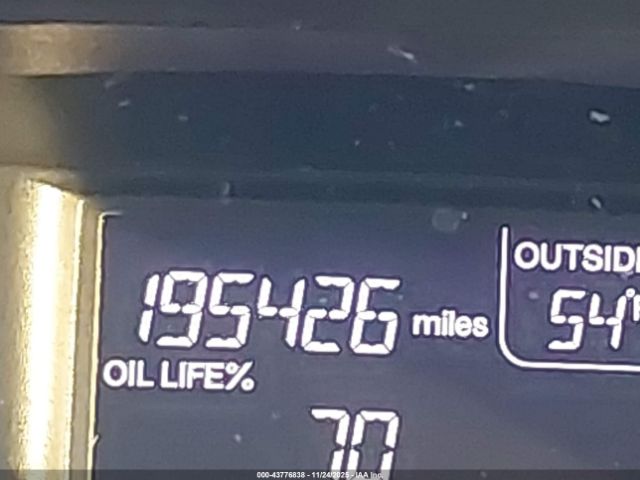 OUTSIDE
195426 miles
54°F
OIL LIFE%
70
000-43776838 - 11/24/2025 - IAA Inc.